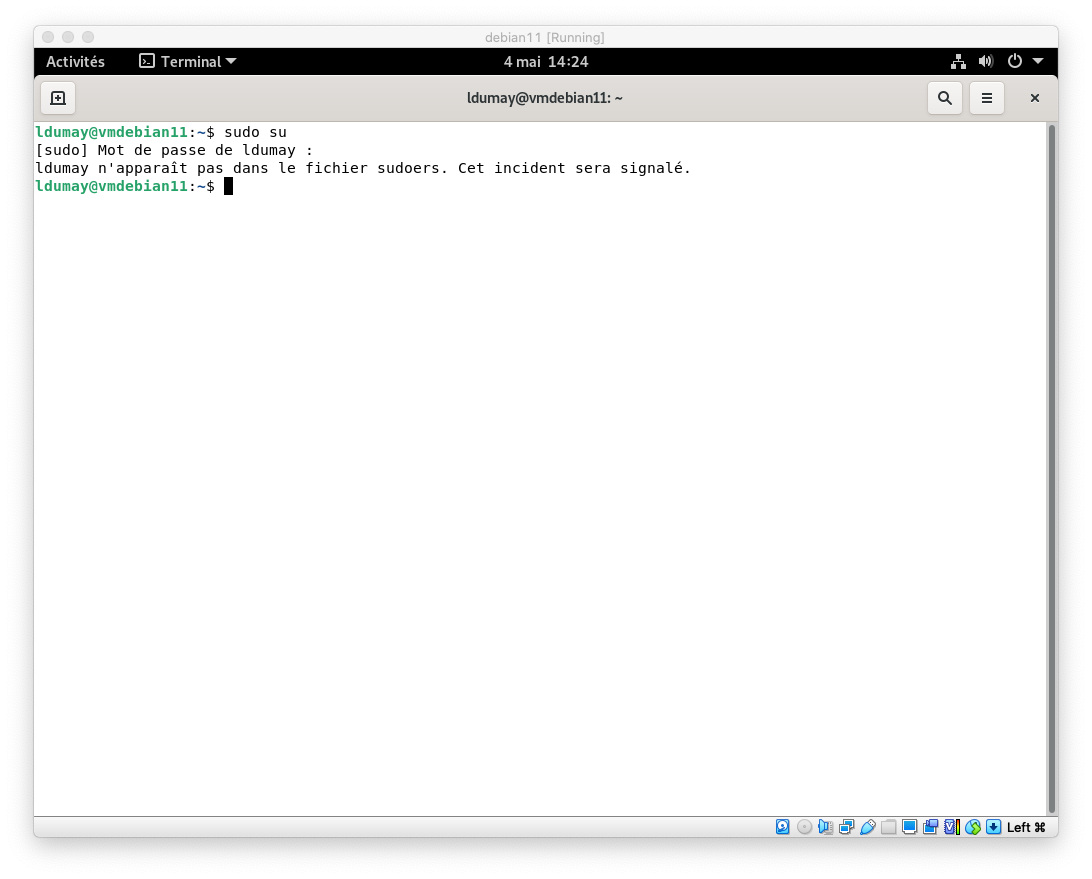 debian11 [Running]
Activités Terminal 4 mai 14:24
ldumay@vmdebian11: ~
ldumay@vmdebian11:~$ sudo su
[sudo] Mot de passe de ldumay :
ldumay n'apparaît pas dans le fichier sudoers. Cet incident sera signalé.
ldumay@vmdebian11:~$
Left ⌘